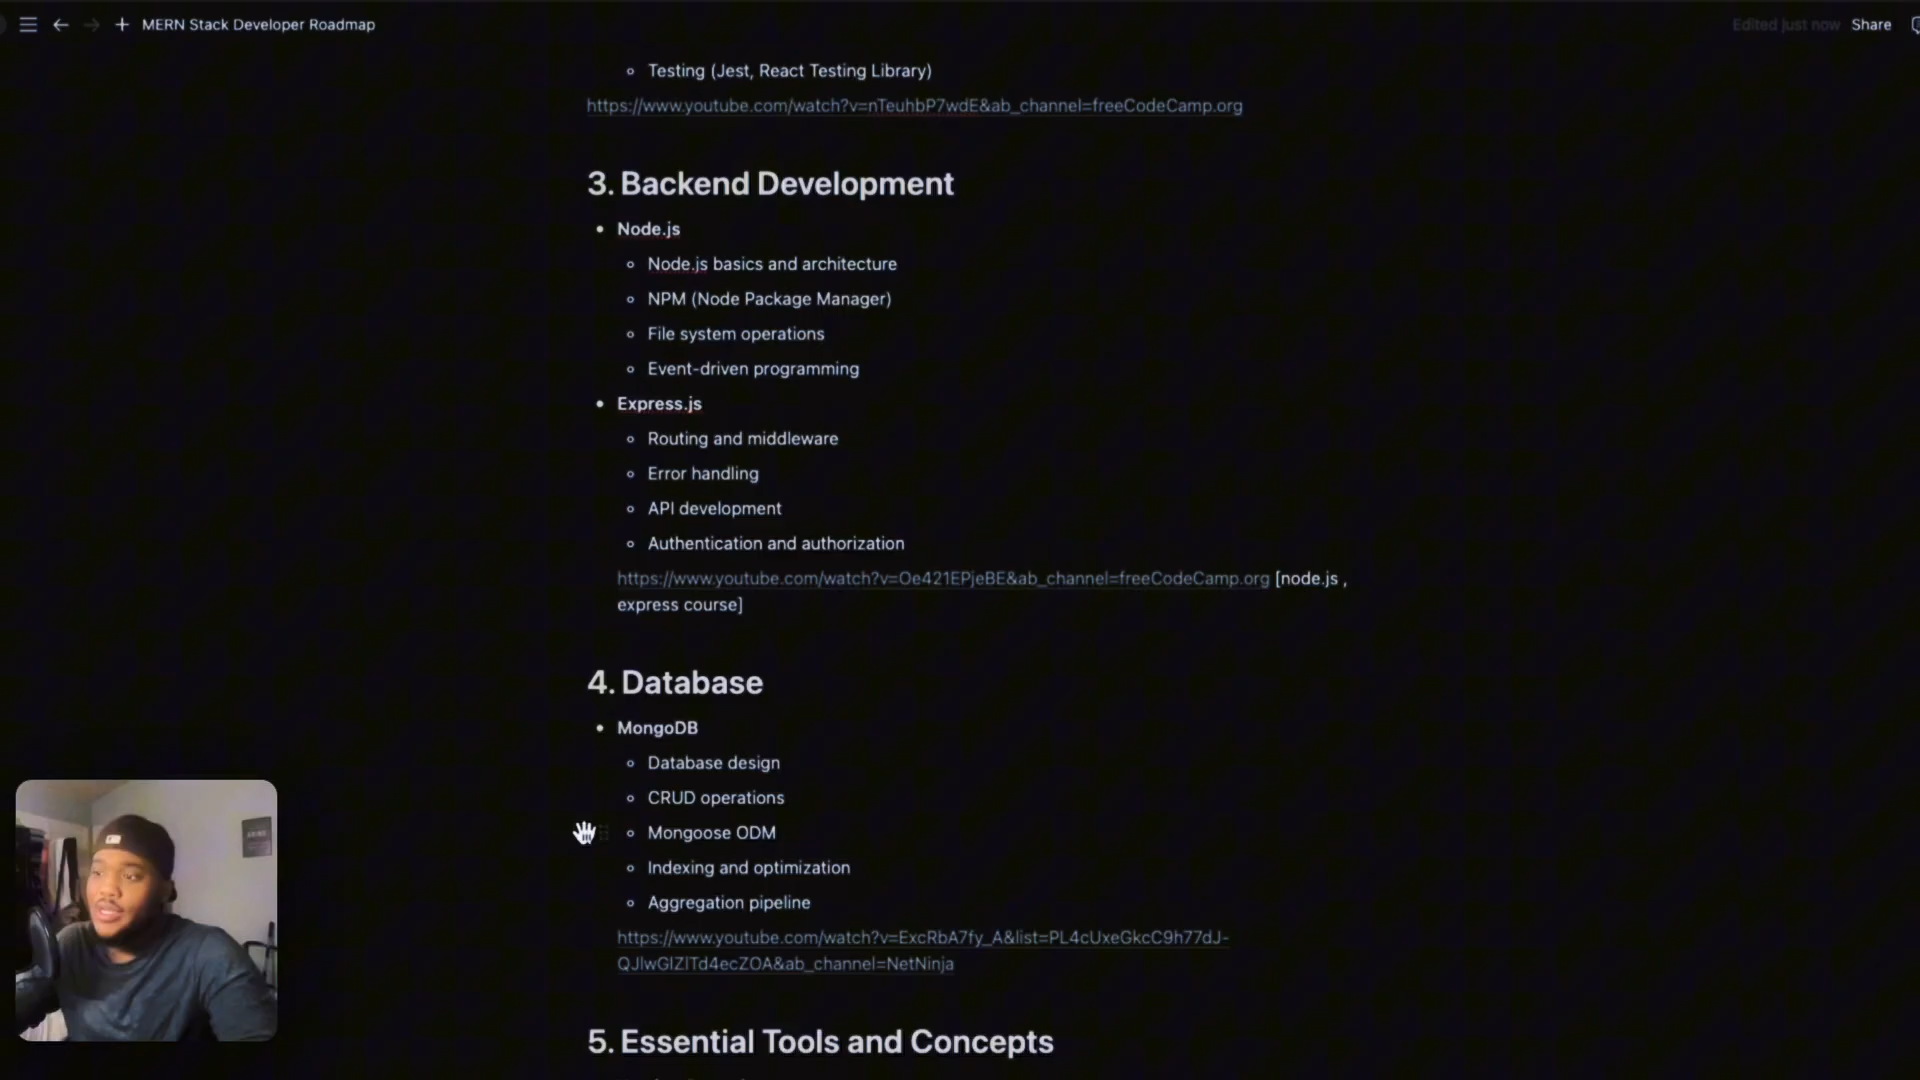 MERN Stack Developer Roadmap
Edited just now
Share
Testing (Jest, React Testing Library)
https://www.youtube.com/watch?v=nTeuhbP7wdE&ab_channel=freeCodeCamp.org
3. Backend Development
Node.js
Node.js basics and architecture
NPM (Node Package Manager)
File system operations
Event-driven programming
Express.js
Routing and middleware
Error handling
API development
Authentication and authorization
https://www.youtube.com/watch?v=Oe421EPjeBE&ab_channel=freeCodeCamp.org [node.js ,
express course]
4. Database
MongoDB
Database design
CRUD operations
Mongoose ODM
Indexing and optimization
Aggregation pipeline
https://www.youtube.com/watch?v=ExcRbA7fy_A&list=PL4cUxeGkcC9h77dJ-
QJlwGlZlTd4ecZOA&ab_channel=NetNinja
5. Essential Tools and Concepts